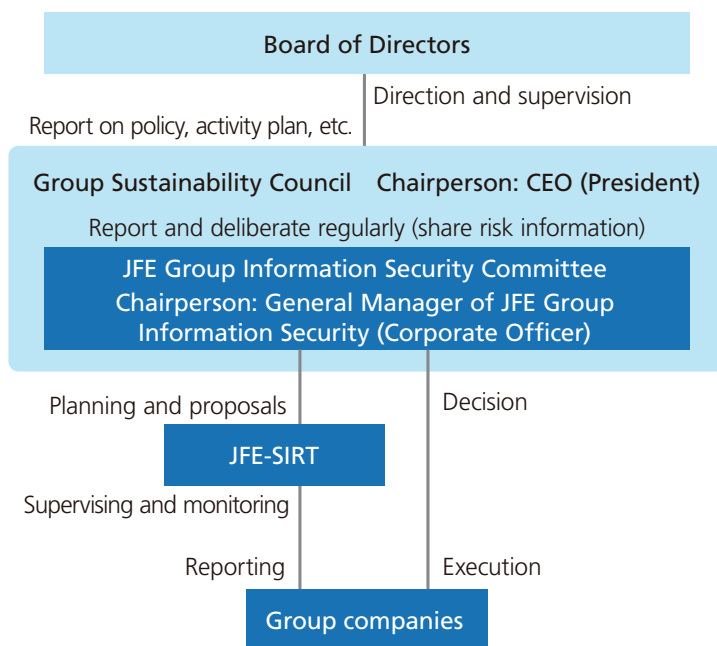 Board of Directors
Direction and supervision
Report on policy, activity plan, etc.
Group Sustainability Council Chairperson: CEO (President)
Report and deliberate regularly (share risk information)
JFE Group Information Security Committee
Chairperson: General Manager of JFE Group
Information Security (Corporate Officer)
Planning and proposals
Decision
JFE-SIRT
Supervising and monitoring
Reporting
Execution
Group companies